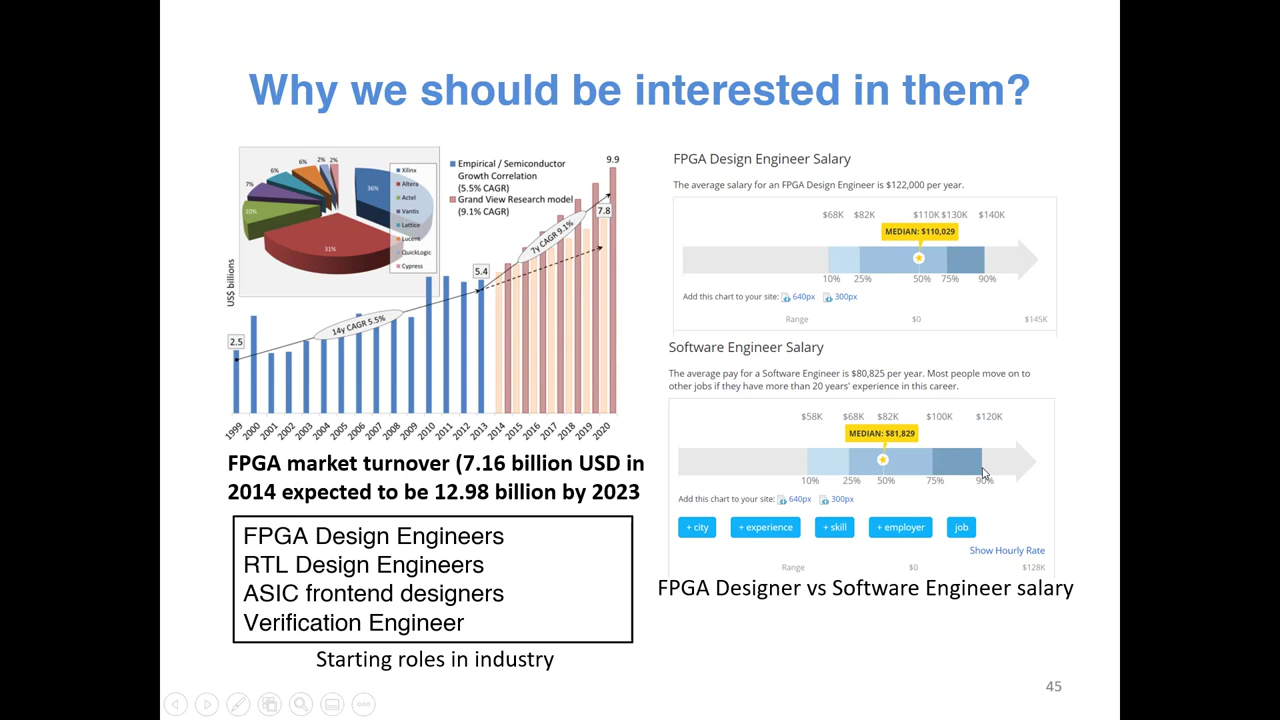 Why we should be interested in them?
6%
2%
2%
6%
7%
10%
36%
31%
Xilinx
Altera
Actel
Vantis
Lattice
Lucent
QuickLogic
Cypress
Empirical / Semiconductor
Growth Correlation
(5.5% CAGR)
Grand View Research model
(9.1% CAGR)
9.9
7.8
7y CAGR 9.1%
5.4
14y CAGR 5.5%
2.5
US$ billions
1999
2000
2001
2002
2003
2004
2005
2006
2007
2008
2009
2010
2011
2012
2013
2014
2015
2016
2017
2018
2019
2020
FPGA market turnover (7.16 billion USD in
2014 expected to be 12.98 billion by 2023
FPGA Design Engineers
RTL Design Engineers
ASIC frontend designers
Verification Engineer
Starting roles in industry
FPGA Design Engineer Salary
The average salary for an FPGA Design Engineer is $122,000 per year.
$68K $82K $110K $130K $140K
MEDIAN: $110,029
10% 25% 50% 75% 90%
Add this chart to your site: 640px 300px
Range $0 $145K
Software Engineer Salary
The average pay for a Software Engineer is $80,825 per year. Most people move on to
other jobs if they have more than 20 years' experience in this career.
$58K $68K $82K $100K $120K
MEDIAN: $81,829
10% 25% 50% 75% 90%
Add this chart to your site: 640px 300px
+ city + experience + skill + employer job
Show Hourly Rate
Range $0 $128K
FPGA Designer vs Software Engineer salary
45